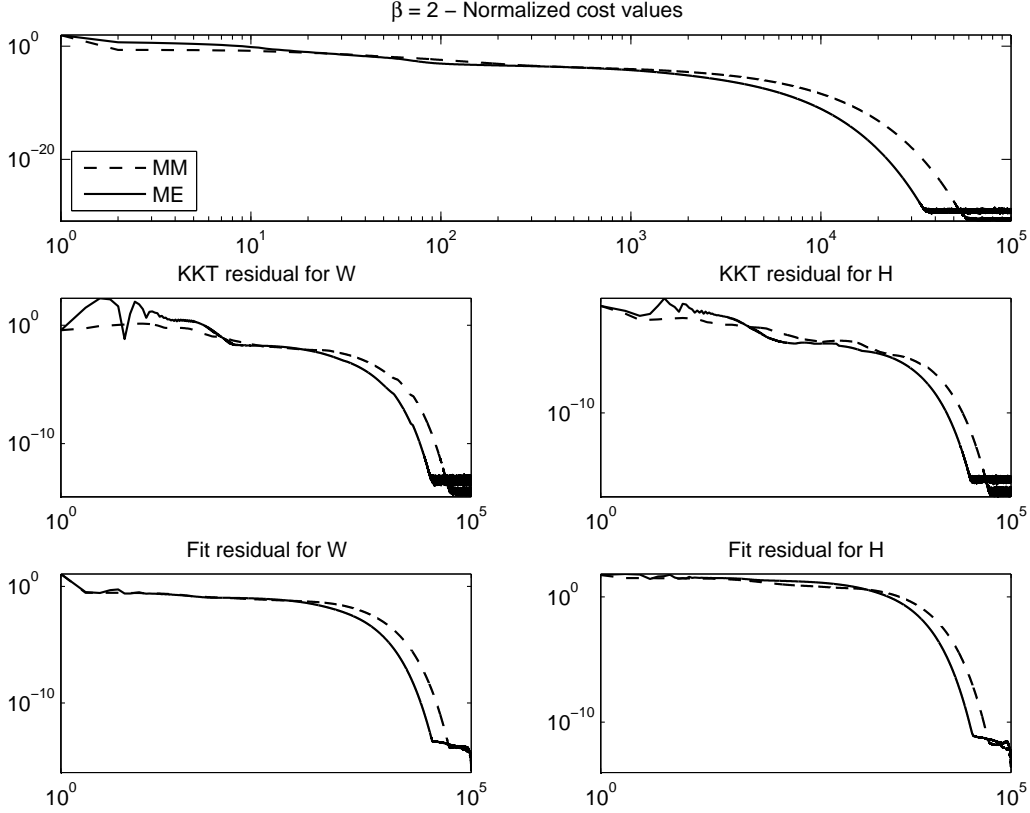 β = 2 – Normalized cost values
10^0
10^−20
MM
ME
10^0 10^1 10^2 10^3 10^4 10^5
KKT residual for W
10^0
10^−10
10^0 10^5
KKT residual for H
10^−10
10^0 10^5
Fit residual for W
10^0
10^−10
10^0 10^5
Fit residual for H
10^0
10^−10
10^0 10^5